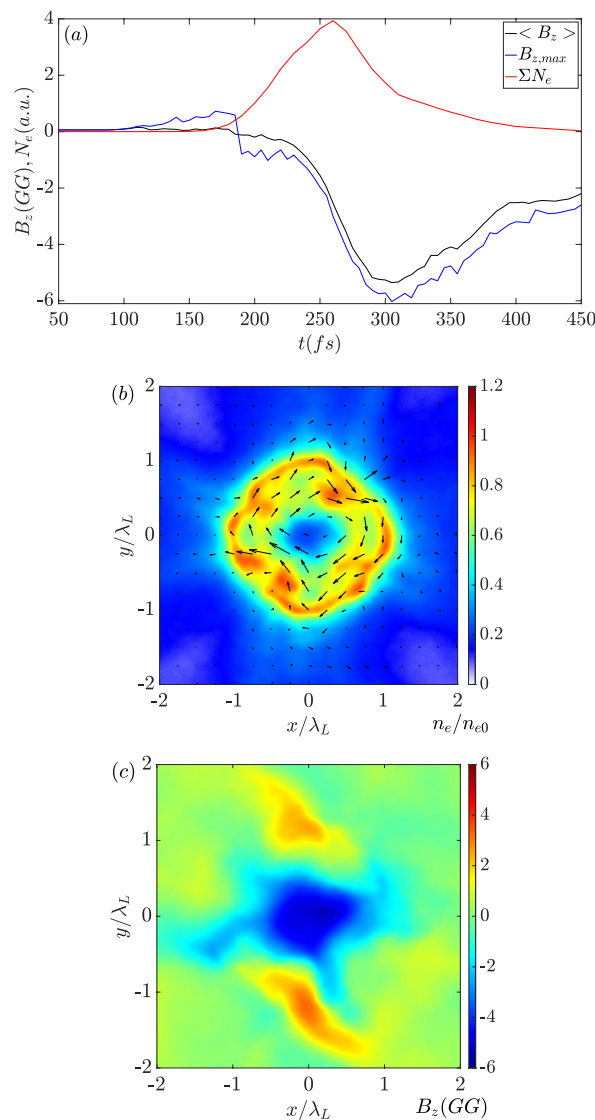 (a)
4
2
0
-2
-4
-6
B_z(GG), N_e(a.u.)
< B_z >
B_{z,max}
ΣN_e
50 100 150 200 250 300 350 400 450
t(fs)
(b)
2
1
0
-1
-2
y/λ_L
-2 -1 0 1 2
x/λ_L
1.2
1
0.8
0.6
0.4
0.2
0
n_e/n_{e0}
(c)
2
1
0
-1
-2
y/λ_L
-2 -1 0 1 2
x/λ_L
6
4
2
0
-2
-4
-6
B_z(GG)